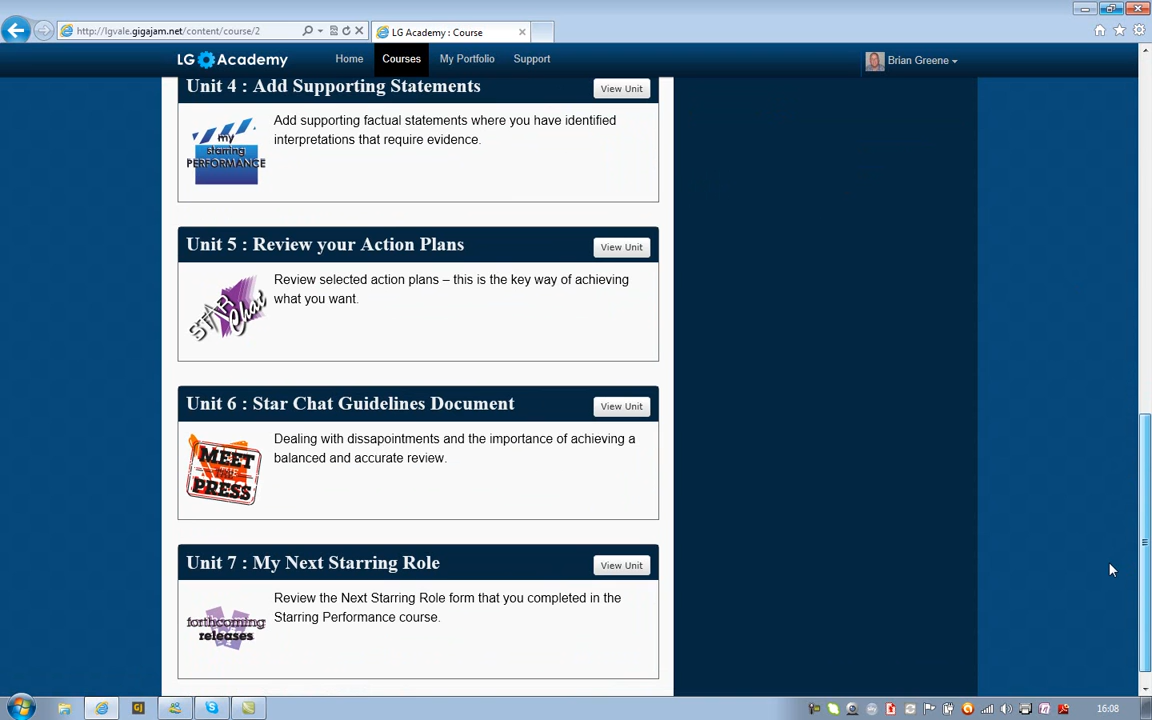 http://lgvale.gigajam.net/content/course/2
LG Academy : Course
LG Academy
Home
Courses
My Portfolio
Support
Brian Greene
Unit 4 : Add Supporting Statements
View Unit
my
starring
PERFORMANCE
Add supporting factual statements where you have identified
interpretations that require evidence.
Unit 5 : Review your Action Plans
View Unit
STAR
Chat
Review selected action plans – this is the key way of achieving
what you want.
Unit 6 : Star Chat Guidelines Document
View Unit
MEET
THE
PRESS
Dealing with dissapointments and the importance of achieving a
balanced and accurate review.
Unit 7 : My Next Starring Role
View Unit
forthcoming
releases
Review the Next Starring Role form that you completed in the
Starring Performance course.
GJ
16:08